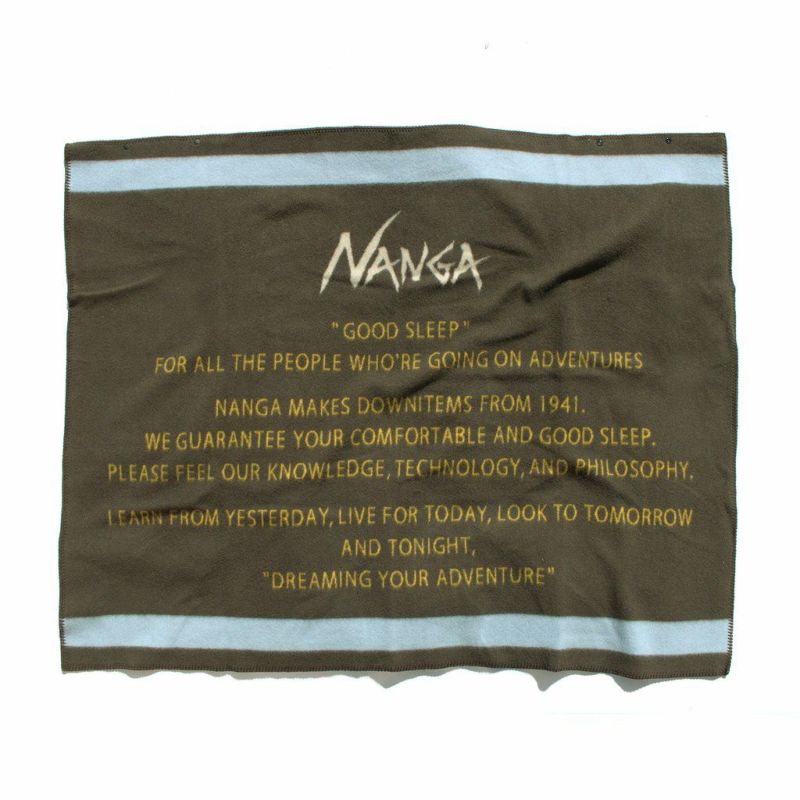 NANGA
"GOOD SLEEP"
FOR ALL THE PEOPLE WHO'RE GOING ON ADVENTURES
NANGA MAKES DOWNITEMS FROM 1941.
WE GUARANTEE YOUR COMFORTABLE AND GOOD SLEEP.
PLEASE FEEL OUR KNOWLEDGE, TECHNOLOGY, AND PHILOSOPHY.
LEARN FROM YESTERDAY, LIVE FOR TODAY, LOOK TO TOMORROW
AND TONIGHT,
"DREAMING YOUR ADVENTURE"